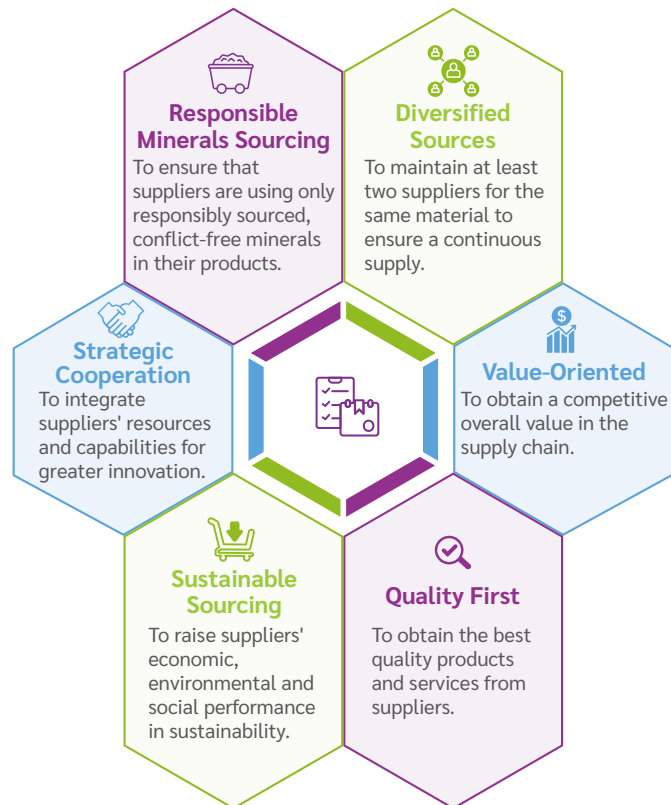 Responsible
Minerals Sourcing
To ensure that
suppliers are using only
responsibly sourced,
conflict-free minerals
in their products.
Diversified
Sources
To maintain at least
two suppliers for the
same material to
ensure a continuous
supply.
Strategic
Cooperation
To integrate
suppliers' resources
and capabilities for
greater innovation.
$
Value-Oriented
To obtain a competitive
overall value in the
supply chain.
Sustainable
Sourcing
To raise suppliers'
economic,
environmental and
social performance
in sustainability.
Quality First
To obtain the best
quality products
and services from
suppliers.